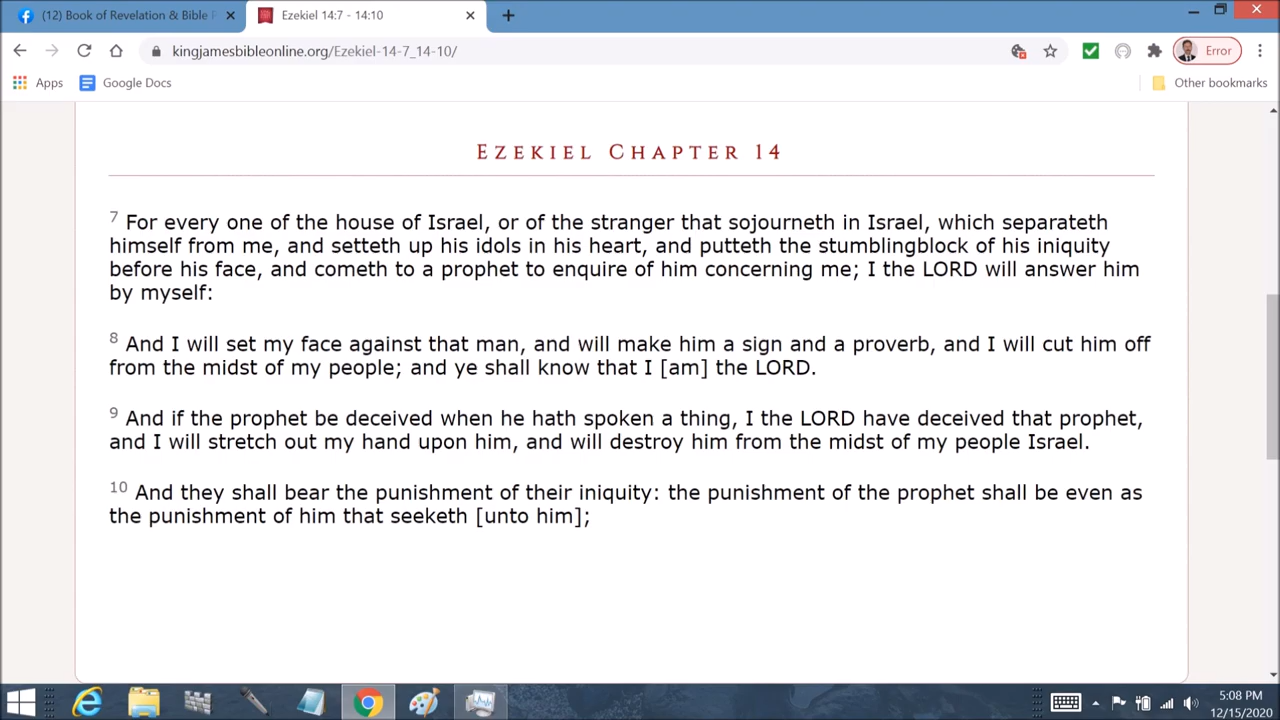 (12) Book of Revelation & Bible
Ezekiel 14:7 - 14:10
kingjamesbibleonline.org/Ezekiel-14-7_14-10/
Error
Apps
Google Docs
Other bookmarks
Ezekiel Chapter 14
7 For every one of the house of Israel, or of the stranger that sojourneth in Israel, which separateth
himself from me, and setteth up his idols in his heart, and putteth the stumblingblock of his iniquity
before his face, and cometh to a prophet to enquire of him concerning me; I the LORD will answer him
by myself:
8 And I will set my face against that man, and will make him a sign and a proverb, and I will cut him off
from the midst of my people; and ye shall know that I [am] the LORD.
9 And if the prophet be deceived when he hath spoken a thing, I the LORD have deceived that prophet,
and I will stretch out my hand upon him, and will destroy him from the midst of my people Israel.
10 And they shall bear the punishment of their iniquity: the punishment of the prophet shall be even as
the punishment of him that seeketh [unto him];
5:08 PM
12/15/2020